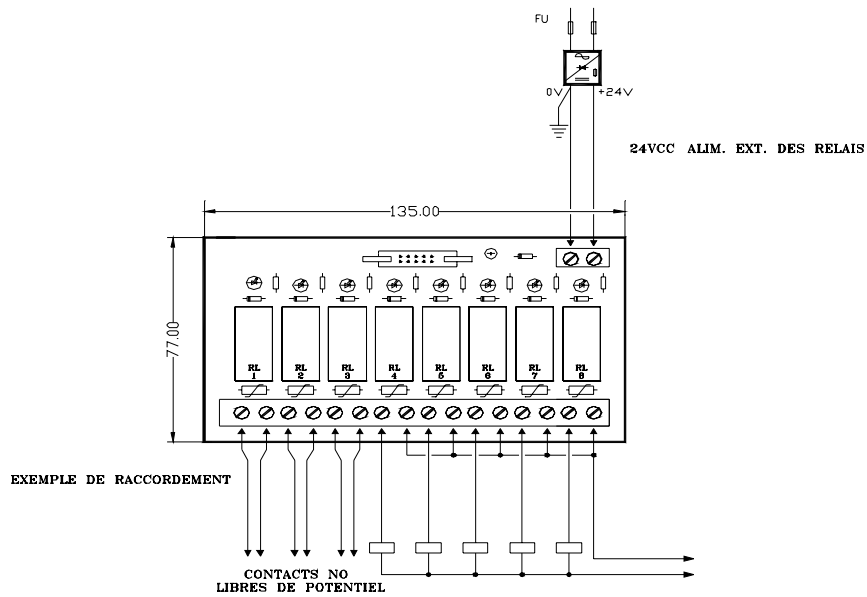 FU
0V
+24V
24VCC ALIM. EXT. DES RELAIS
135.00
77.00
RL 1
RL 2
RL 3
RL 4
RL 5
RL 6
RL 7
RL 8
EXEMPLE DE RACCORDEMENT
CONTACTS NO
LIBRES DE POTENTIEL